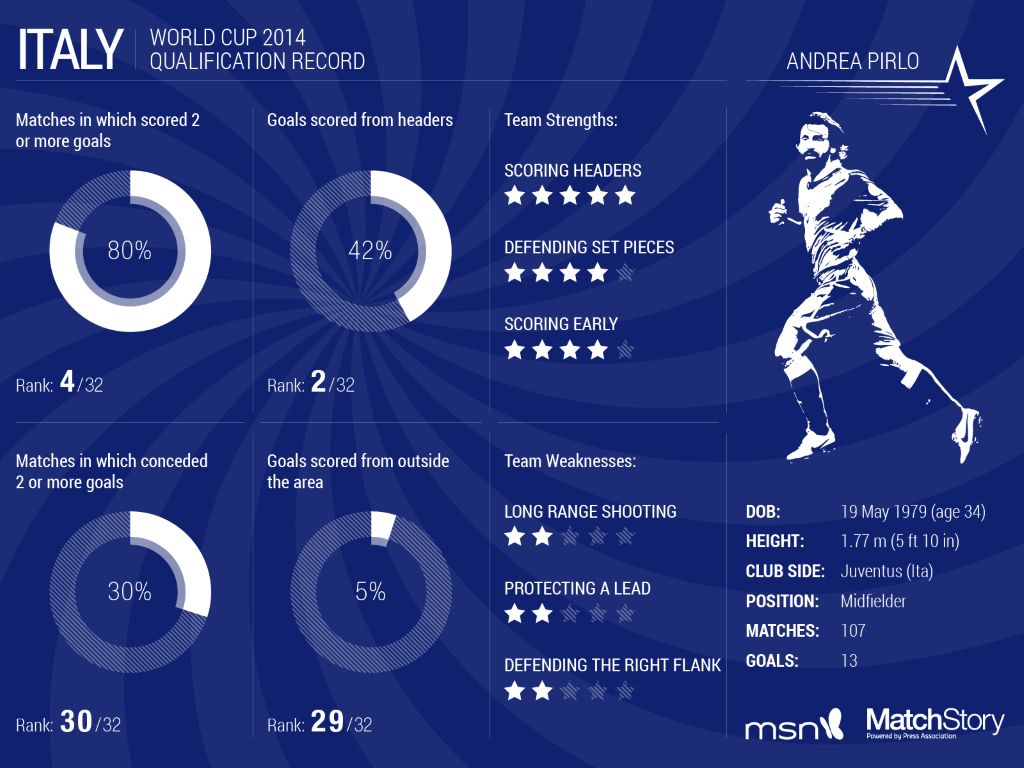 ITALY
WORLD CUP 2014
QUALIFICATION RECORD
ANDREA PIRLO
Matches in which scored 2
or more goals
80%
Rank: 4/32
Goals scored from headers
42%
Rank: 2/32
Team Strengths:
SCORING HEADERS
DEFENDING SET PIECES
SCORING EARLY
Matches in which conceded
2 or more goals
30%
Rank: 30/32
Goals scored from outside
the area
5%
Rank: 29/32
Team Weaknesses:
LONG RANGE SHOOTING
PROTECTING A LEAD
DEFENDING THE RIGHT FLANK
DOB: 19 May 1979 (age 34)
HEIGHT: 1.77 m (5 ft 10 in)
CLUB SIDE: Juventus (Ita)
POSITION: Midfielder
MATCHES: 107
GOALS: 13
msn
MatchStory
Powered by Press Association